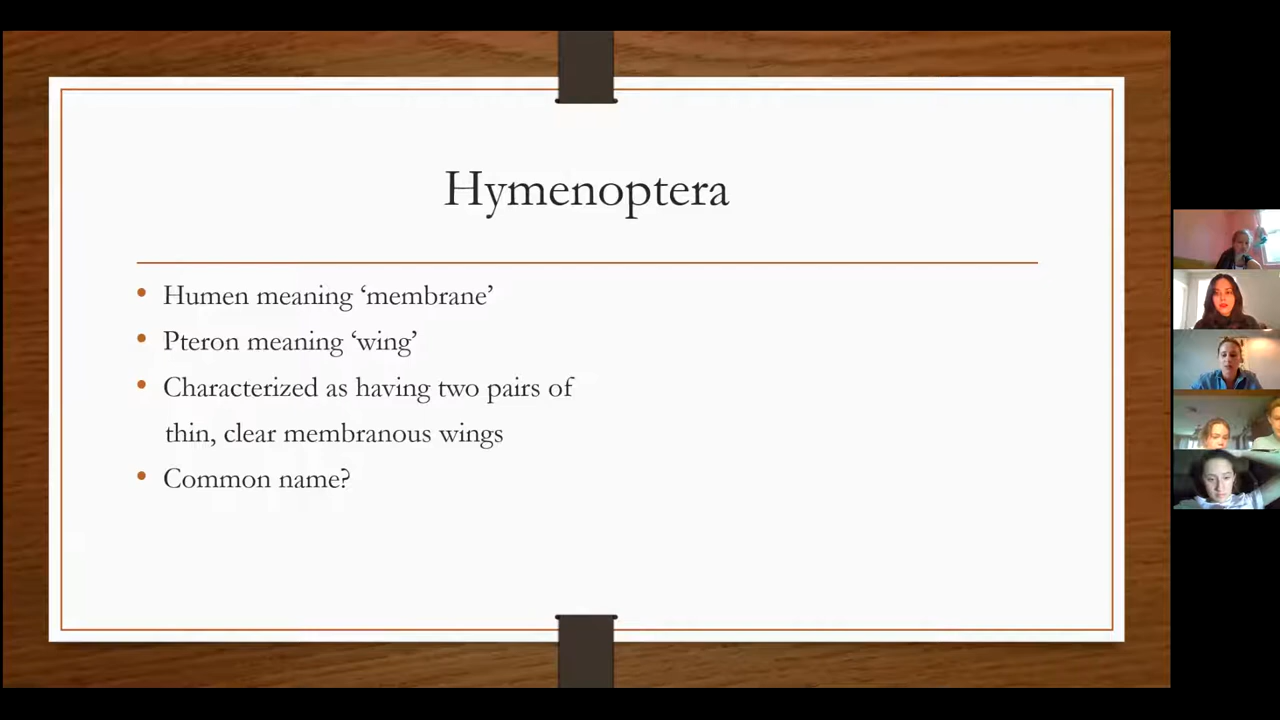 Hymenoptera
• Humen meaning ‘membrane’
• Pteron meaning ‘wing’
• Characterized as having two pairs of
thin, clear membranous wings
• Common name?